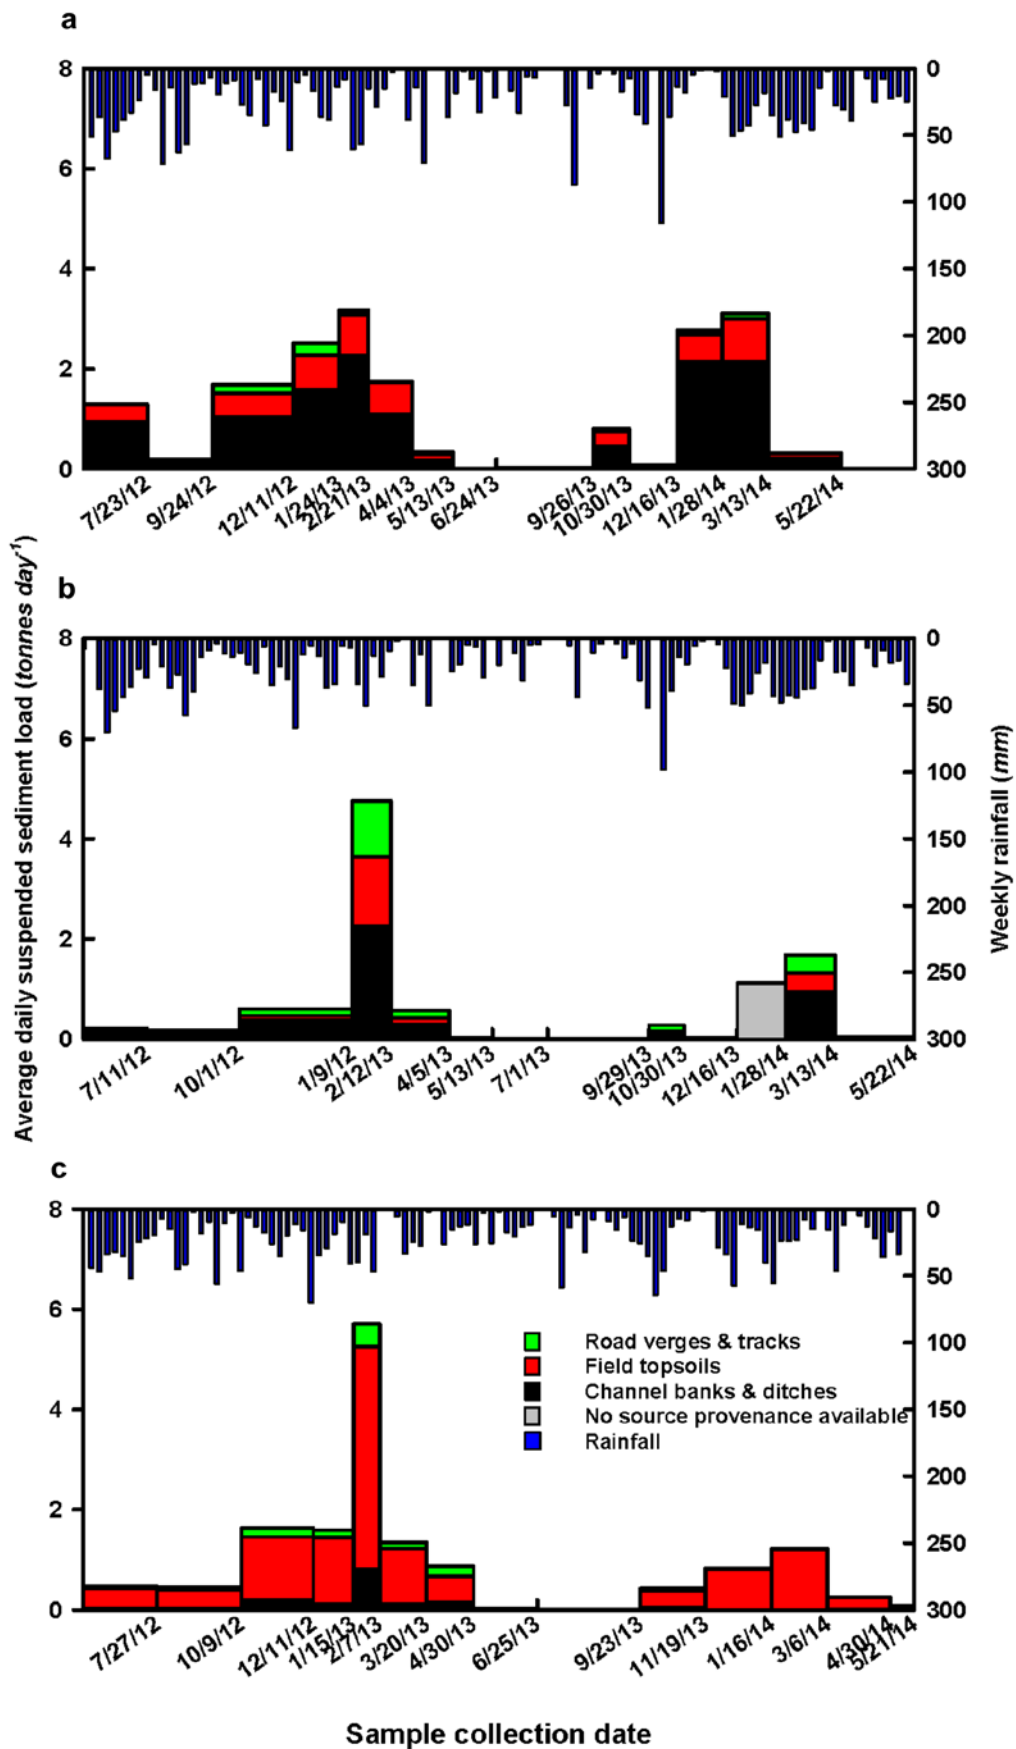 a
8 0
50
6
100
150
4
200
2
250
0 300
7/23/12 9/24/12 12/11/12 1/24/13 2/21/13 4/4/13 5/13/13 6/24/13 9/26/13 10/30/13 12/16/13 1/28/14 3/13/14 5/22/14
Average daily suspended sediment load (tonnes day-1)
b
8 0
50
6
100
150
4
200
2
250
0 300
7/11/12 10/1/12 1/9/12 2/12/13 4/5/13 5/13/13 7/1/13 9/29/13 10/30/13 12/16/13 1/28/14 3/13/14 5/22/14
Weekly rainfall (mm)
c
8 0
50
6
100
Road verges & tracks
Field topsoils
Channel banks & ditches
4 150
No source provenance available
Rainfall
200
2
250
0 300
7/27/12 10/9/12 12/11/12 1/15/13 2/7/13 3/20/13 4/30/13 6/25/13 9/23/13 11/19/13 1/16/14 3/6/14 4/30/14 5/21/14
Sample collection date